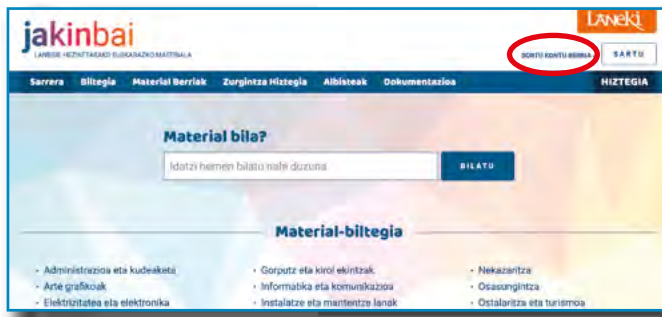 LANEKI
jakinbai
LANBIDE HEZIKETARAKO EUSKARAZKO MATERIALA
SORTU KONTU BERRIA
SARTU
Sarrera Biltegia Material Berriak Zurgintza Hiztegia Albisteak Dokumentazioa HIZTEGIA
Material bila?
Idatzi hemen bilatu nahi duzuna
BILATU
Material-biltegia
- Administrazioa eta kudeaketa
- Arte grafikoak
- Elektrizitatea eta elektronika
- Gorputz eta kirol ekintzak
- Informatika eta komunikazioa
- Instalatze eta mantentze lanak
- Nekazaritza
- Osasungintza
- Ostalaritza eta turismoa